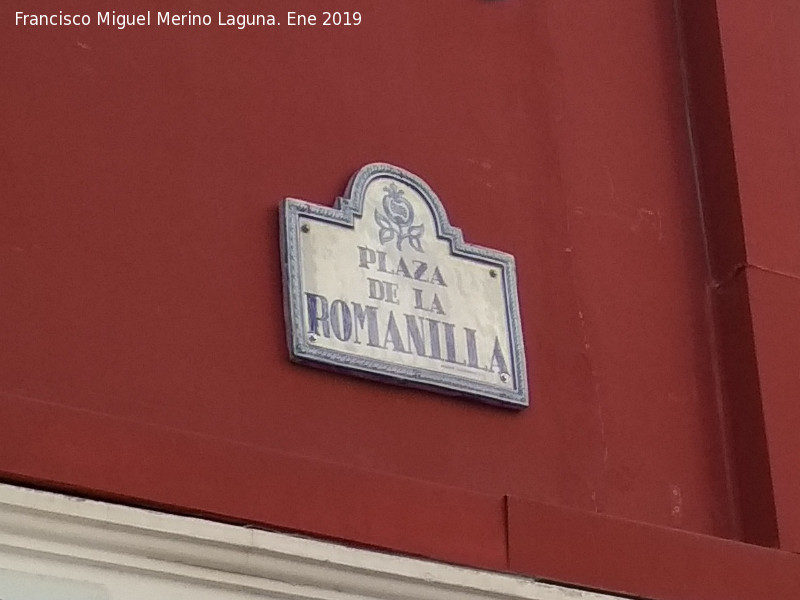 Francisco Miguel Merino Laguna. Ene 2019
PLAZA
DE LA
ROMANILLA